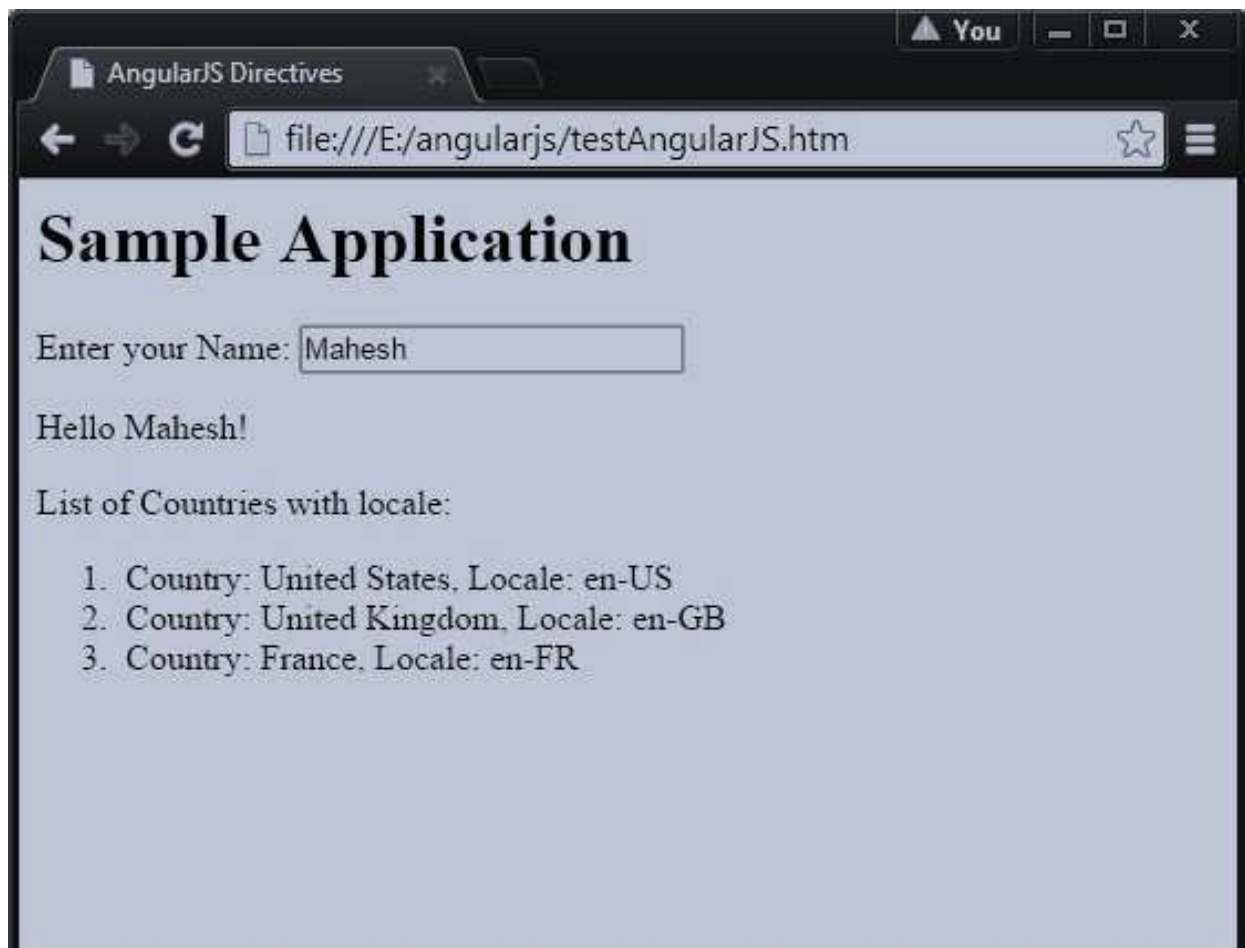 You
AngularJS Directives
file:///E:/angularjs/testAngularJS.htm
Sample Application
Enter your Name: Mahesh
Hello Mahesh!
List of Countries with locale:
1. Country: United States, Locale: en-US
2. Country: United Kingdom, Locale: en-GB
3. Country: France, Locale: en-FR